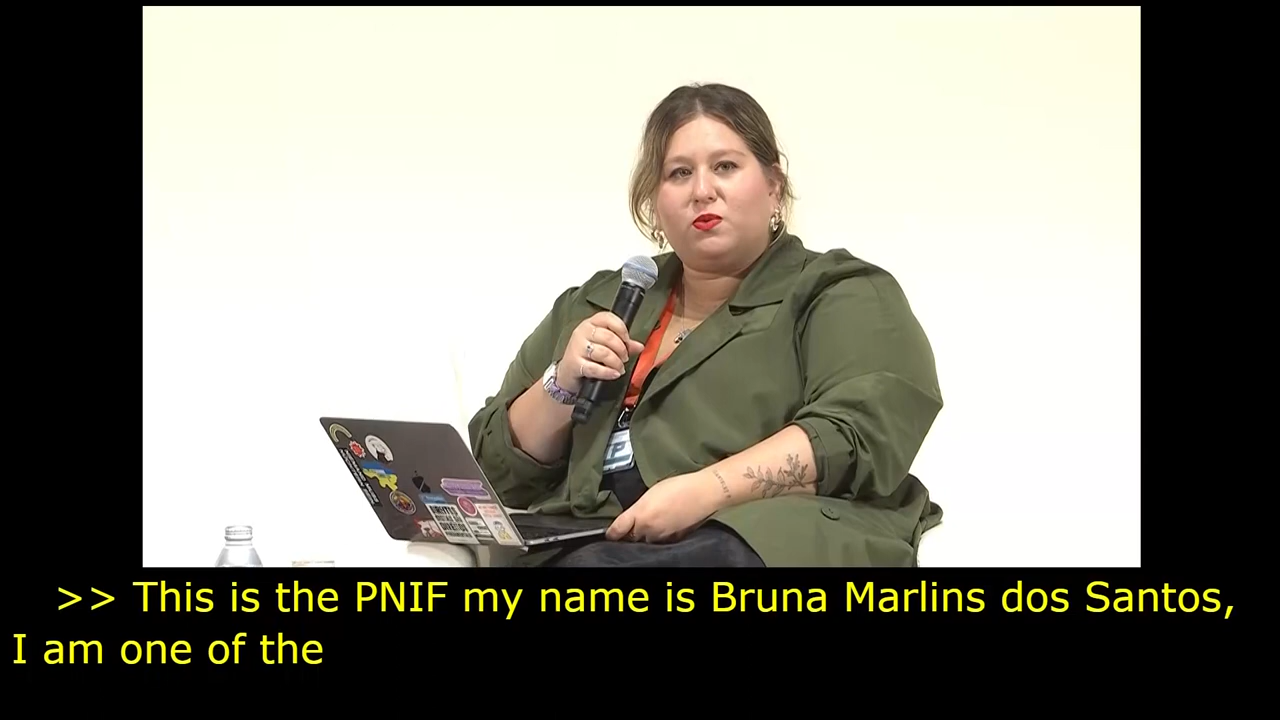 >> This is the PNIF my name is Bruna Marlins dos Santos,
I am one of the